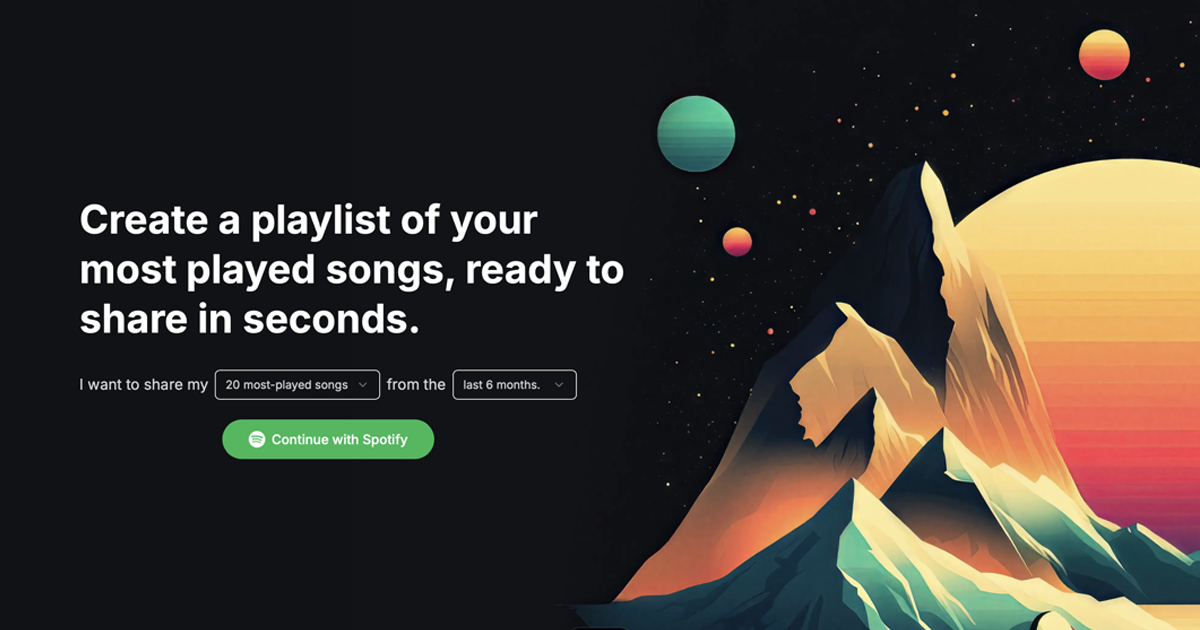 Create a playlist of your
most played songs, ready to
share in seconds.
I want to share my 20 most-played songs from the last 6 months.
Continue with Spotify